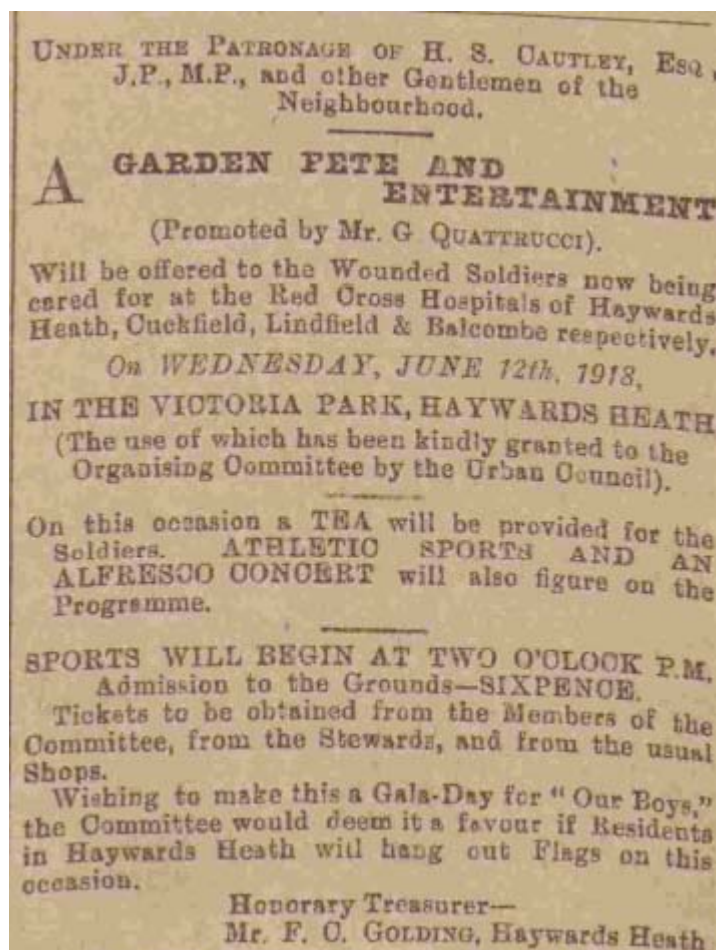 UNDER THE PATRONAGE OF H. S. CAUTLEY, ESQ,
J.P., M.P., and other Gentlemen of the
Neighbourhood.
A GARDEN FETE AND
ENTERTAINMENT
(Promoted by Mr. G QUATTRUCCI).
Will be offered to the Wounded Soldiers now being
cared for at the Red Cross Hospitals of Haywards
Heath, Cuckfield, Lindfield & Balcombe respectively,
On WEDNESDAY, JUNE 12th, 1918,
IN THE VICTORIA PARK, HAYWARDS HEATH
(The use of which has been kindly granted to the
Organising Committee by the Urban Council).
On this occasion a TEA will be provided for the
Soldiers. ATHLETIC SPORTS AND AN
ALFRESCO CONCERT will also figure on the
Programme.
SPORTS WILL BEGIN AT TWO O'CLOCK P.M.
Admission to the Grounds—SIXPENCE.
Tickets to be obtained from the Members of the
Committee, from the Stewards, and from the usual
Shops.
Wishing to make this a Gala-Day for "Our Boys,"
the Committee would deem it a favour if Residents
in Haywards Heath will hang out Flags on this
occasion.
Honorary Treasurer—
Mr. F. C. GOLDING, Haywards Heath